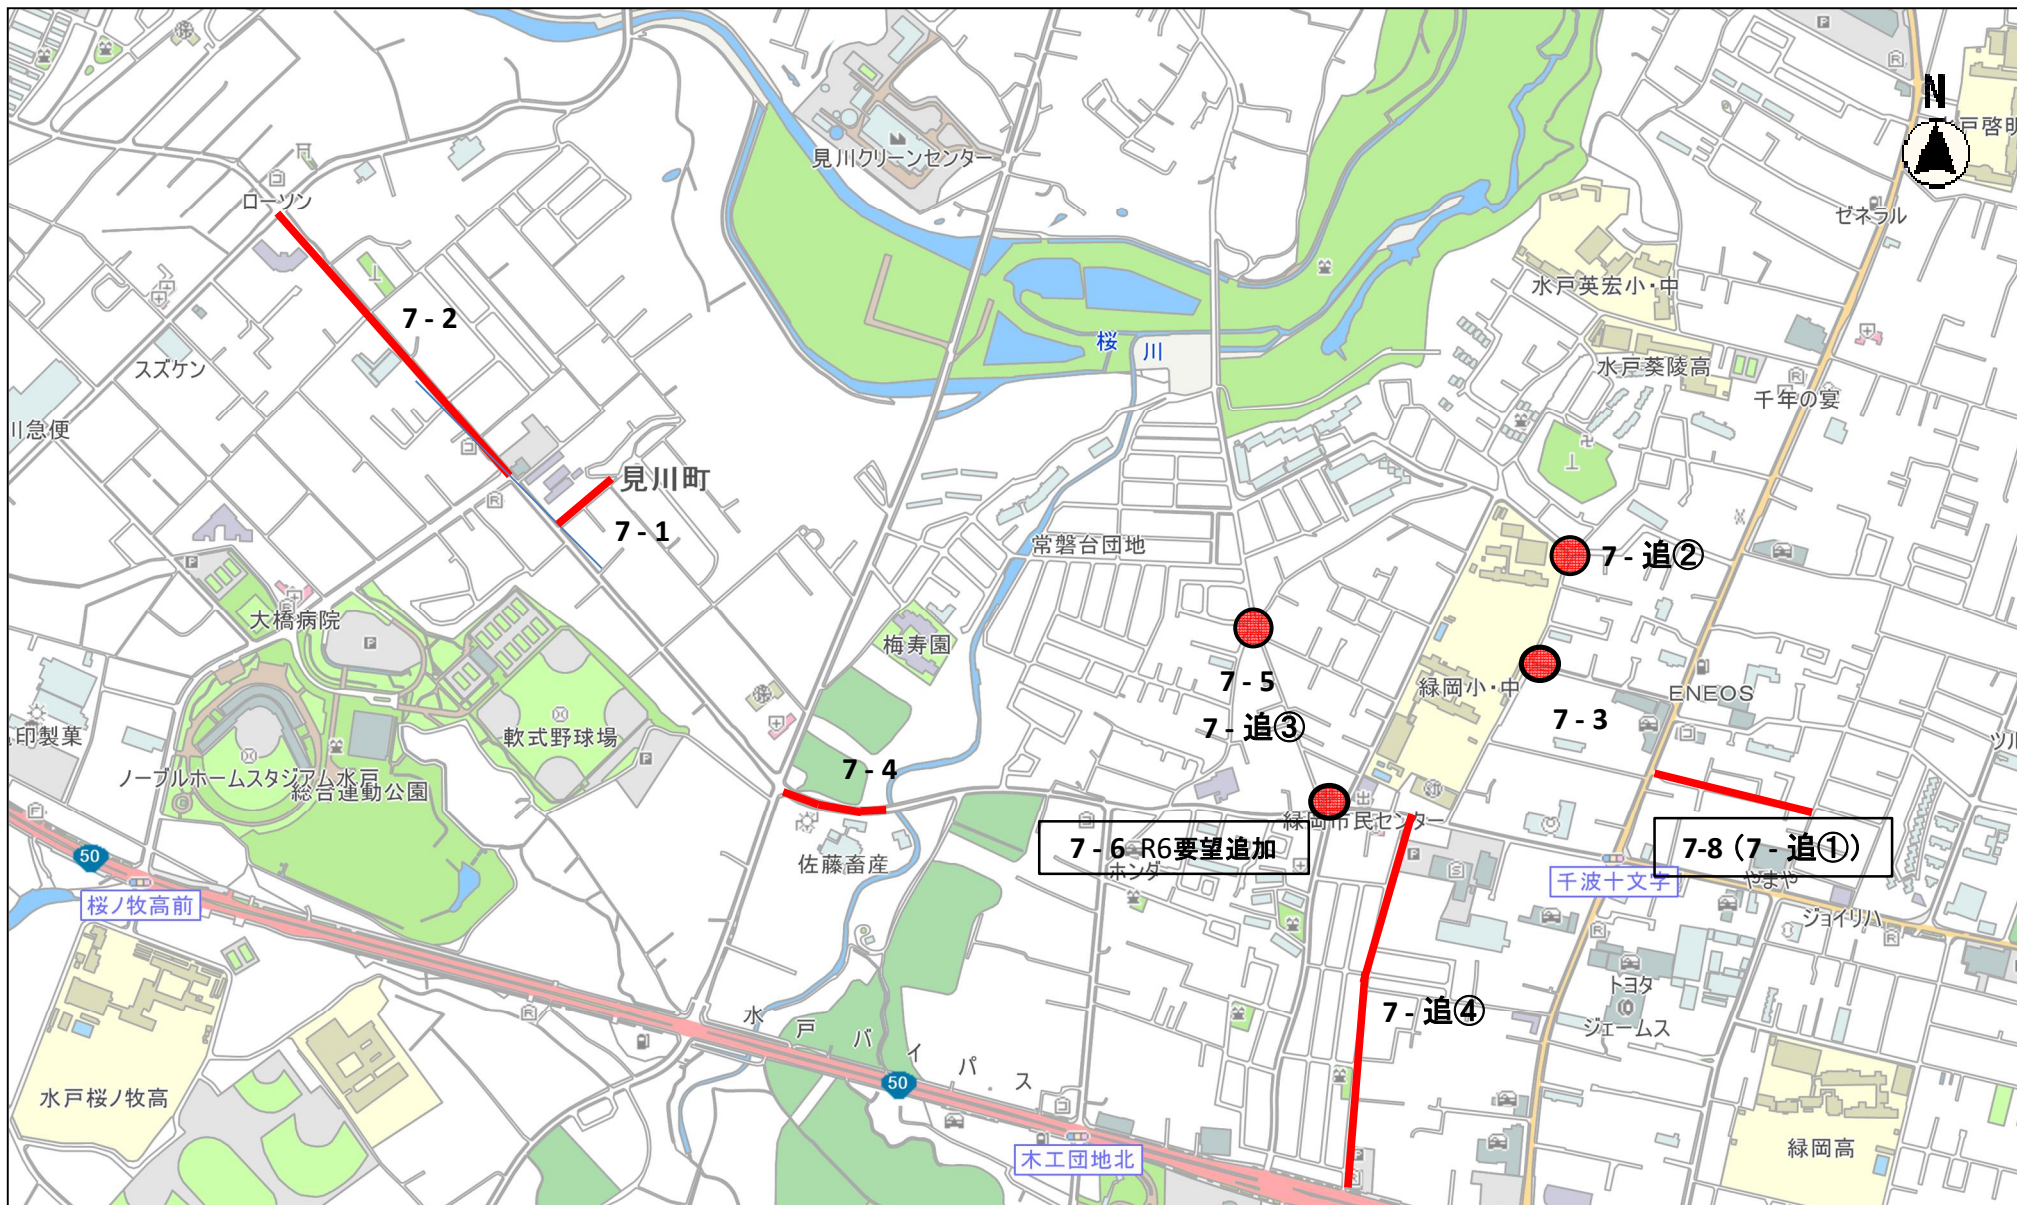 N
戸啓明
見川クリーンセンター
ローソン
ゼネラル
水戸英宏小・中
7 - 2
桜
川
スズケン
水戸葵陵高
千年の宴
川急便
見川町
7 - 1
常磐台団地
7 - 追②
大橋病院
梅寿園
7 - 5
緑岡小・中
ENEOS
7 - 3
7 - 追③
印製菓
軟式野球場
ツル
7 - 4
ノーブルホームスタジアム水戸
総合運動公園
緑岡市民センター
7 - 6 R6要望追加
7-8（7 - 追①）
50
佐藤畜産
ホンダ
千波十文字
やまや
桜ノ牧高前
ジョイリハ
トヨタ
7 - 追④
ジェームス
水戸バイパス
50
水戸桜ノ牧高
木工団地北
緑岡高